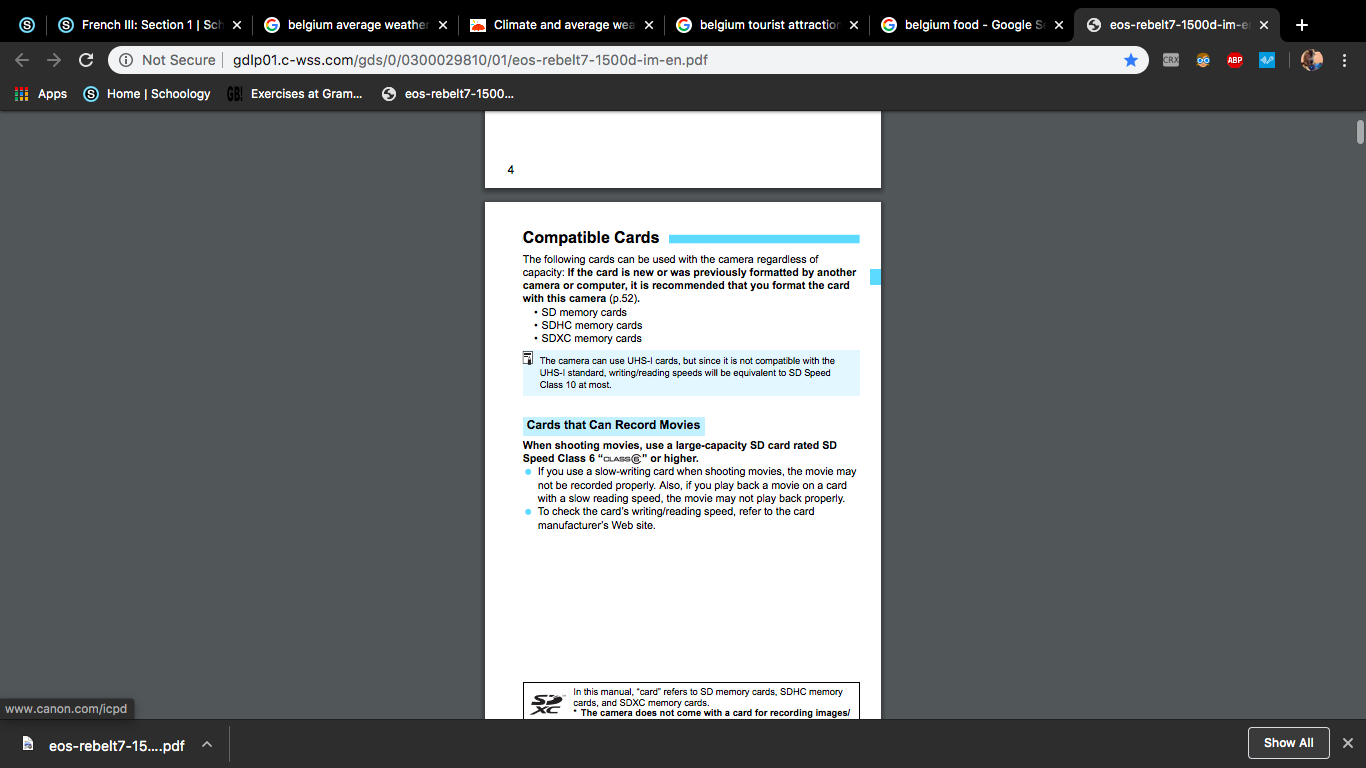 French III: Section 1 | Sch
belgium average weather
Climate and average wea
belgium tourist attraction
belgium food - Google Se
eos-rebelt7-1500d-im-en
Not Secure | gdlp01.c-wss.com/gds/0/0300029810/01/eos-rebelt7-1500d-im-en.pdf
CRX
ABP
Apps
Home | Schoology
GB!
Exercises at Gram...
eos-rebelt7-1500...
4
Compatible Cards
The following cards can be used with the camera regardless of
capacity: If the card is new or was previously formatted by another
camera or computer, it is recommended that you format the card
with this camera (p.52).
• SD memory cards
• SDHC memory cards
• SDXC memory cards
The camera can use UHS-I cards, but since it is not compatible with the
UHS-I standard, writing/reading speeds will be equivalent to SD Speed
Class 10 at most.
Cards that Can Record Movies
When shooting movies, use a large-capacity SD card rated SD
Speed Class 6 “CLASS6” or higher.
If you use a slow-writing card when shooting movies, the movie may
not be recorded properly. Also, if you play back a movie on a card
with a slow reading speed, the movie may not play back properly.
To check the card’s writing/reading speed, refer to the card
manufacturer’s Web site.
SD
XC
In this manual, “card” refers to SD memory cards, SDHC memory
cards, and SDXC memory cards.
* The camera does not come with a card for recording images/
www.canon.com/icpd
eos-rebelt7-15....pdf
Show All